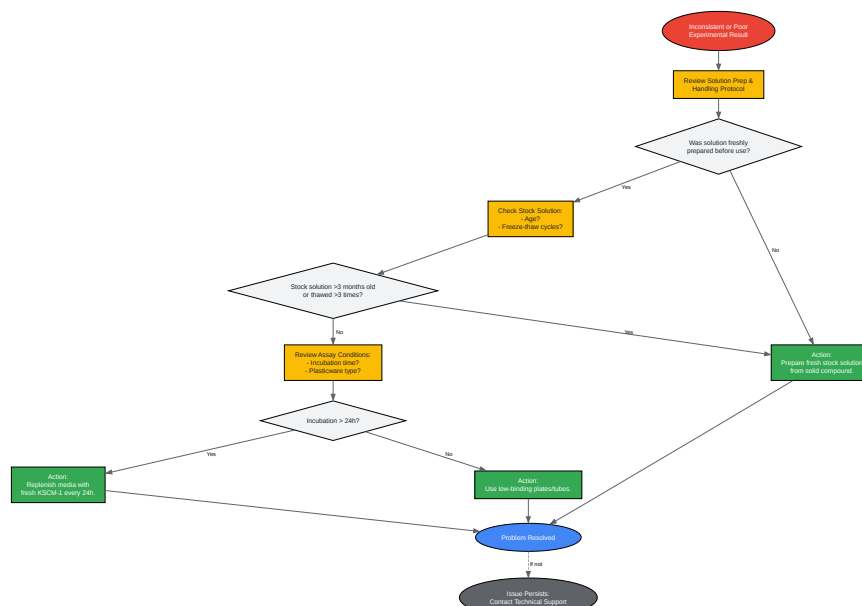 Inconsistent or Poor
Experimental Result
Review Solution Prep &
Handling Protocol
Was solution freshly
prepared before use?
Yes
No
Check Stock Solution:
- Age?
- Freeze-thaw cycles?
Stock solution >3 months old
or thawed >3 times?
No
Yes
Review Assay Conditions:
- Incubation time?
- Plasticware type?
Action:
Prepare fresh stock solution
from solid compound.
Incubation > 24h?
Yes
No
Action:
Replenish media with
fresh KSCM-1 every 24h.
Action:
Use low-binding plates/tubes.
Problem Resolved
If not
Issue Persists:
Contact Technical Support